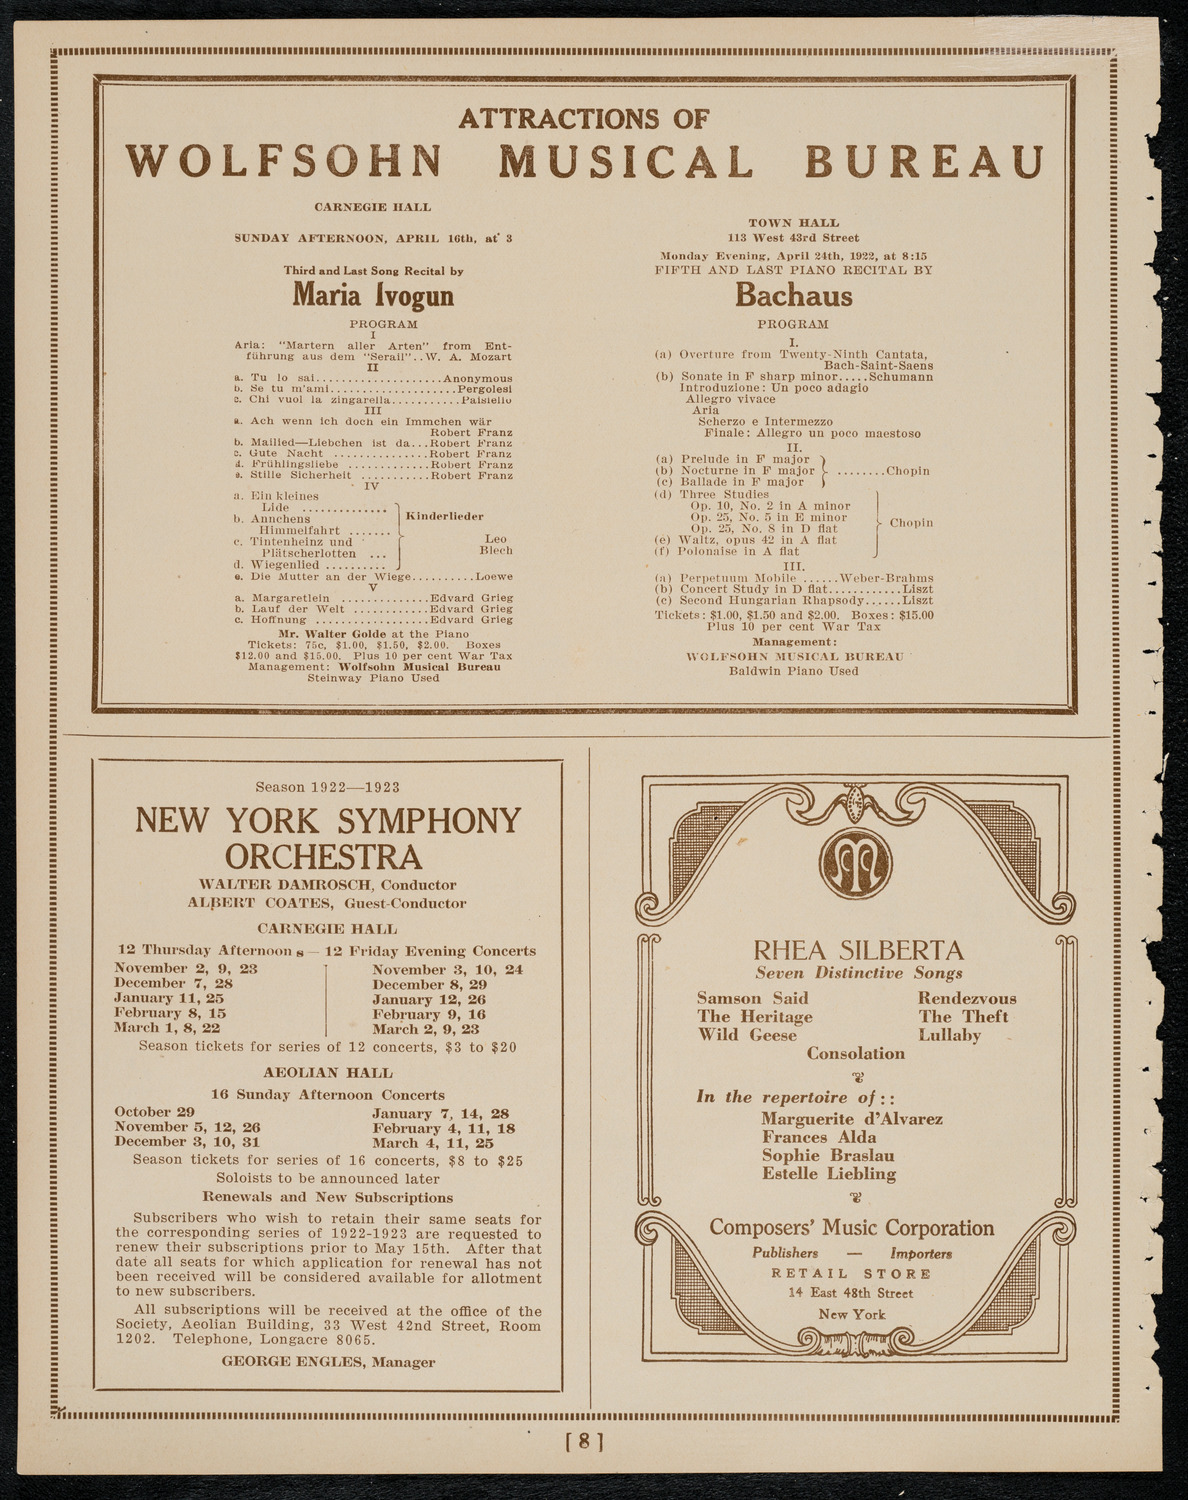 ATTRACTIONS OF
WOLFSOHN MUSICAL BUREAU
CARNEGIE HALL
SUNDAY AFTERNOON, APRIL 16th, at 3
Third and Last Song Recital by
Maria Ivogun
PROGRAM
I
Aria: "Martern aller Arten" from Ent-
führung aus dem "Serail"..W. A. Mozart
II
a. Tu lo sai....................Anonymous
b. Se tu m'ami....................Pergolesi
c. Chi vuol la zingarella...........Paisiello
III
a. Ach wenn ich doch ein Immchen wär
Robert Franz
b. Mailied—Liebchen ist da...Robert Franz
c. Gute Nacht ...............Robert Franz
d. Frühlingsliebe .............Robert Franz
e. Stille Sicherheit ...........Robert Franz
IV
a. Ein kleines
Lide ..............
b. Annchens
Himmelfahrt .......
c. Tintenheinz und
Plätscherlotten ...
d. Wiegenlied ..........
Kinderlieder
Leo
Blech
e. Die Mutter an der Wiege..........Loewe
V
a. Margaretlein ..............Edvard Grieg
b. Lauf der Welt ............Edvard Grieg
c. Hoffnung ..................Edvard Grieg
Mr. Walter Golde at the Piano
Tickets: 75c, $1.00, $1.50, $2.00. Boxes
$12.00 and $15.00. Plus 10 per cent War Tax
Management: Wolfsohn Musical Bureau
Steinway Piano Used
TOWN HALL
113 West 43rd Street
Monday Evening, April 24th, 1922, at 8:15
FIFTH AND LAST PIANO RECITAL BY
Bachaus
PROGRAM
I.
(a) Overture from Twenty-Ninth Cantata,
Bach-Saint-Saens
(b) Sonate in F sharp minor.....Schumann
Introduzione: Un poco adagio
Allegro vivace
Aria
Scherzo e Intermezzo
Finale: Allegro un poco maestoso
II.
(a) Prelude in F major
(b) Nocturne in F major ........Chopin
(c) Ballade in F major
(d) Three Studies
Op. 10, No. 2 in A minor
Op. 25, No. 5 in E minor
Op. 25, No. 8 in D flat
Chopin
(e) Waltz, opus 42 in A flat
(f) Polonaise in A flat
III.
(a) Perpetuum Mobile ......Weber-Brahms
(b) Concert Study in D flat............Liszt
(c) Second Hungarian Rhapsody......Liszt
Tickets: $1.00, $1.50 and $2.00. Boxes: $15.00
Plus 10 per cent War Tax
Management:
WOLFSOHN MUSICAL BUREAU
Baldwin Piano Used
Season 1922—1923
NEW YORK SYMPHONY
ORCHESTRA
WALTER DAMROSCH, Conductor
ALBERT COATES, Guest-Conductor
CARNEGIE HALL
12 Thursday Afternoons — 12 Friday Evening Concerts
November 2, 9, 23 November 3, 10, 24
December 7, 28 December 8, 29
January 11, 25 January 12, 26
February 8, 15 February 9, 16
March 1, 8, 22 March 2, 9, 23
Season tickets for series of 12 concerts, $3 to $20
AEOLIAN HALL
16 Sunday Afternoon Concerts
October 29 January 7, 14, 28
November 5, 12, 26 February 4, 11, 18
December 3, 10, 31 March 4, 11, 25
Season tickets for series of 16 concerts, $8 to $25
Soloists to be announced later
Renewals and New Subscriptions
Subscribers who wish to retain their same seats for
the corresponding series of 1922-1923 are requested to
renew their subscriptions prior to May 15th. After that
date all seats for which application for renewal has not
been received will be considered available for allotment
to new subscribers.
All subscriptions will be received at the office of the
Society, Aeolian Building, 33 West 42nd Street, Room
1202. Telephone, Longacre 8065.
GEORGE ENGLES, Manager
M
RHEA SILBERTA
Seven Distinctive Songs
Samson Said Rendezvous
The Heritage The Theft
Wild Geese Lullaby
Consolation
In the repertoire of::
Marguerite d'Alvarez
Frances Alda
Sophie Braslau
Estelle Liebling
Composers' Music Corporation
Publishers — Importers
RETAIL STORE
14 East 48th Street
New York
[8]